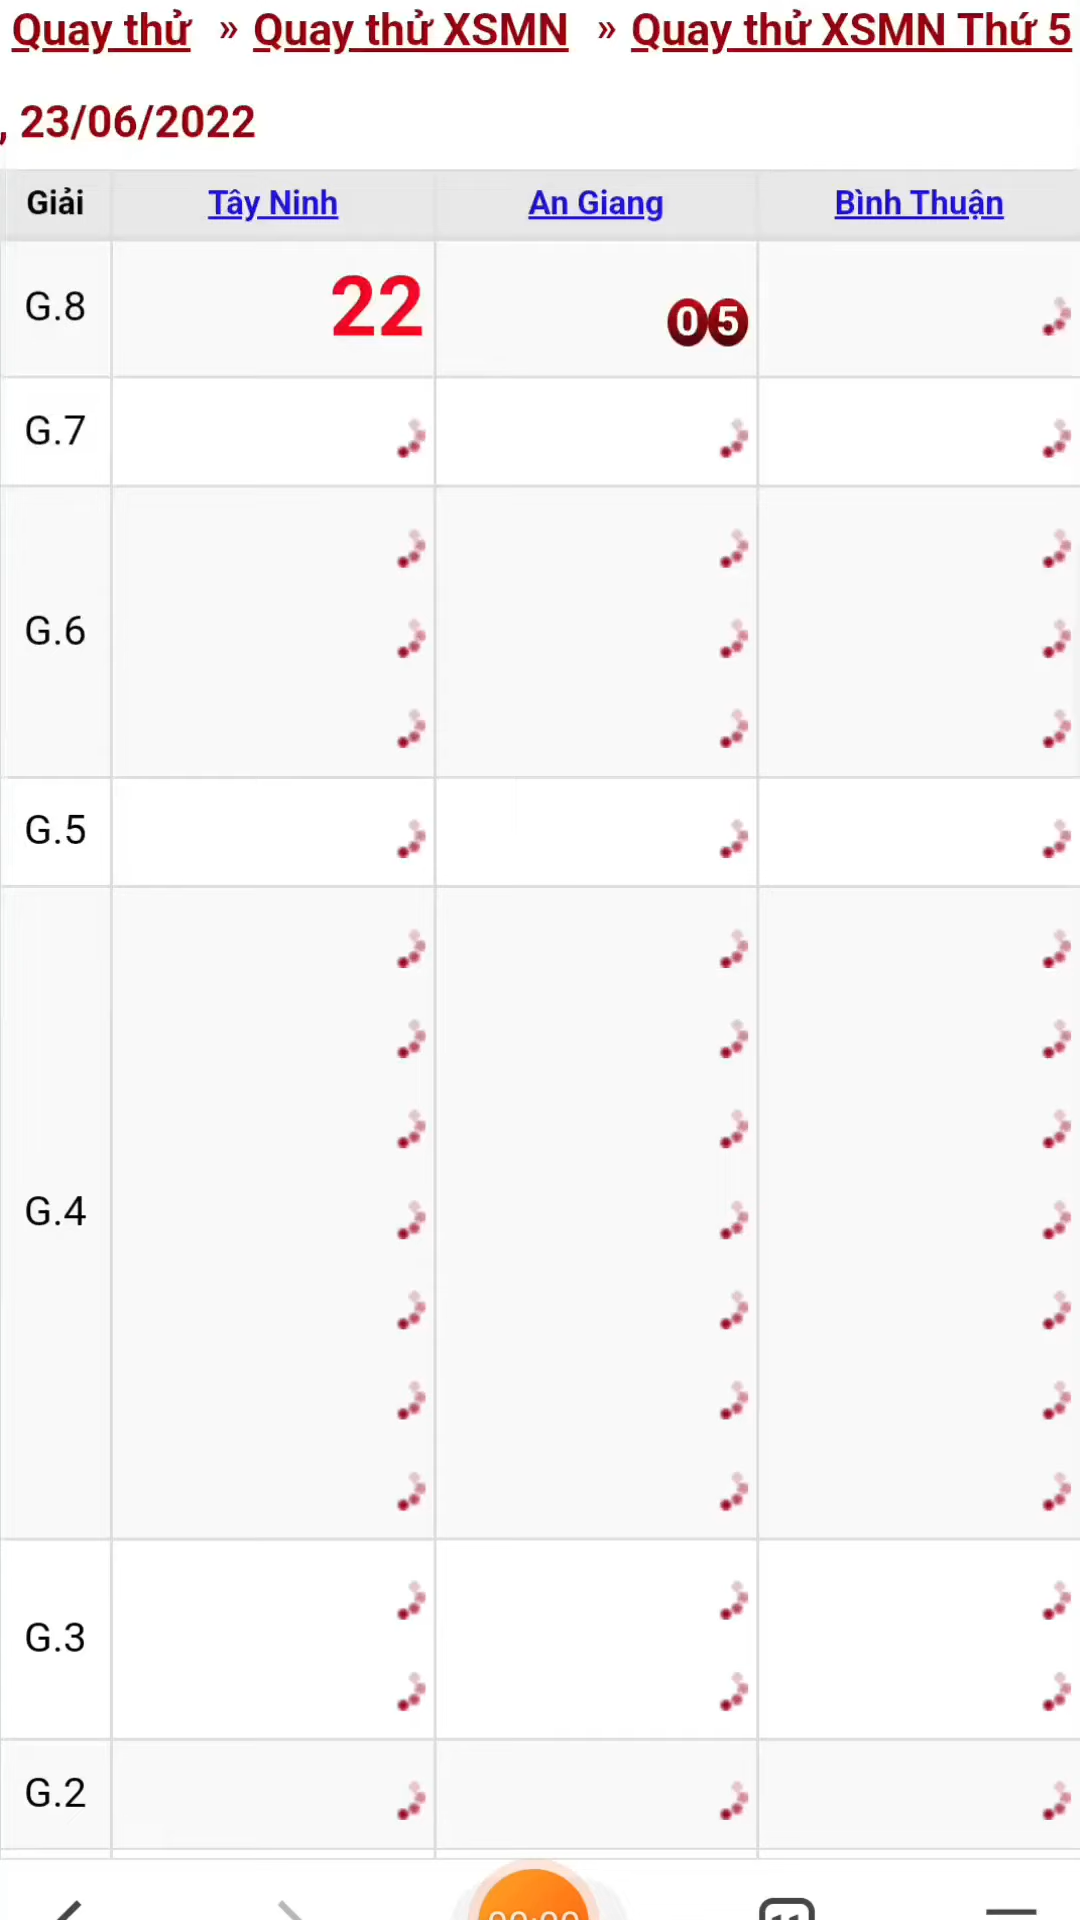 Quay thử » Quay thử XSMN » Quay thử XSMN Thứ 5
, 23/06/2022
Giải Tây Ninh An Giang Bình Thuận
G.8 22 05
G.7
G.6
G.5
G.4
G.3
G.2